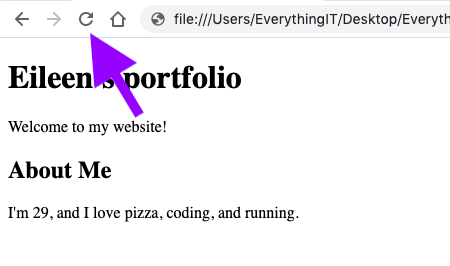 file:///Users/EverythingIT/Desktop/Everyth
Eileen's portfolio
Welcome to my website!
About Me
I'm 29, and I love pizza, coding, and running.